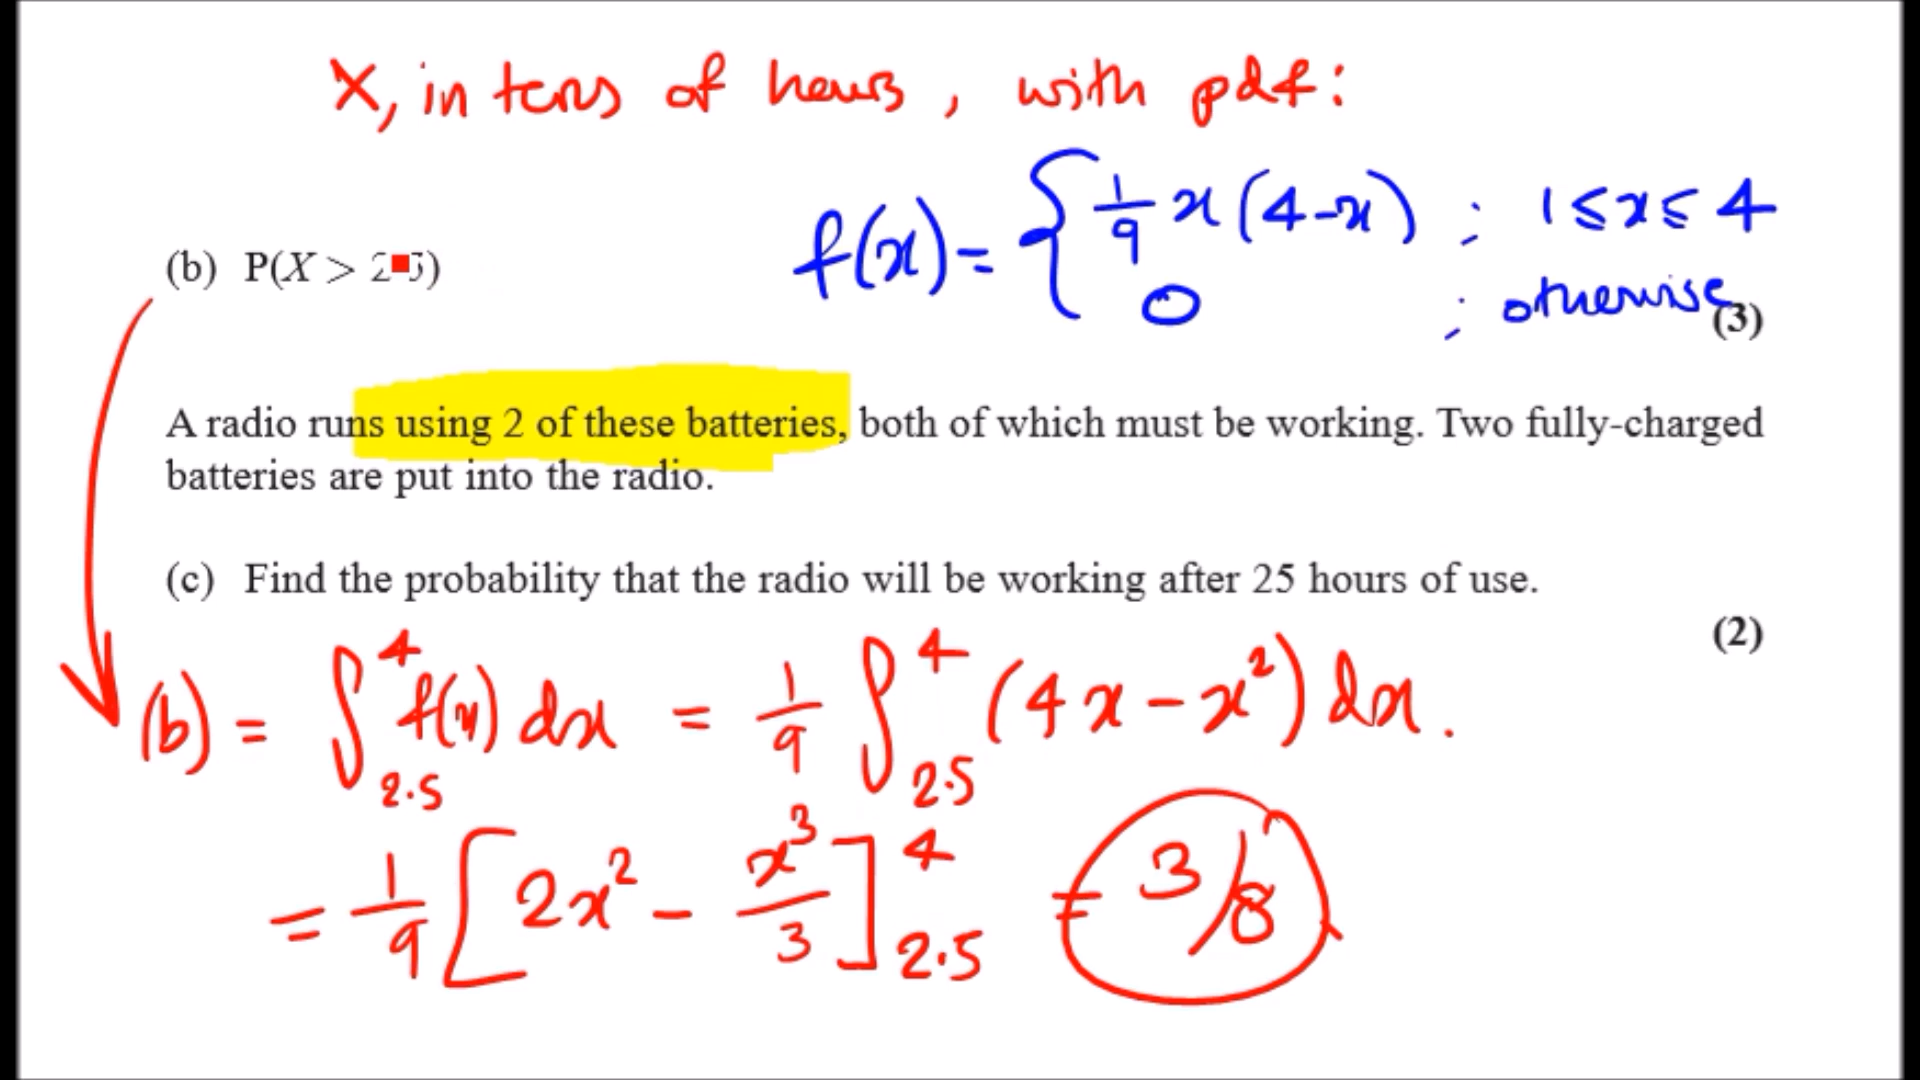 X, in tens of hours, with pdf:
f(x) = { 1/9 x(4-x) ; 1 ≤ x ≤ 4
0 ; otherwise
(b) P(X > 2·5)
(3)
A radio runs using 2 of these batteries, both of which must be working. Two fully-charged
batteries are put into the radio.
(c) Find the probability that the radio will be working after 25 hours of use.
(2)
(b) = ∫_{2.5}^{4} f(x) dx = 1/9 ∫_{2.5}^{4} (4x - x²) dx.
= 1/9 [2x² - x³/3]_{2.5}^{4} = 3/8